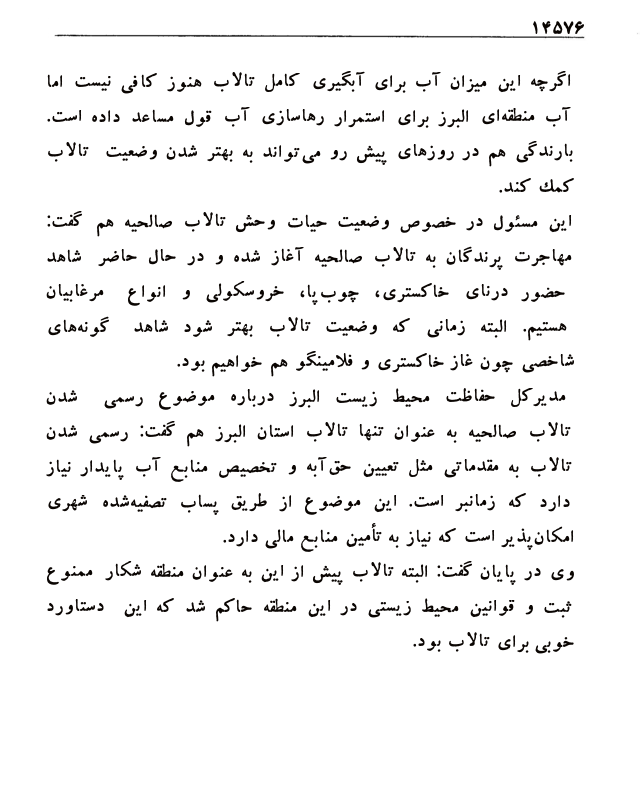 ۱۴۵۷۶
اگرچه این میزان آب برای آبگیری کامل تالاب هنوز کافی نیست اما
آب منطقه‌ای البرز برای استمرار رهاسازی آب قول مساعد داده است.
بارندگی هم در روزهای پیش رو می‌تواند به بهتر شدن وضعیت تالاب
کمك کند.
این مسئول در خصوص وضعیت حیات وحش تالاب صالحیه هم گفت:
مهاجرت پرندگان به تالاب صالحیه آغاز شده و در حال حاضر شاهد
حضور درنای خاکستری، چوب‌پا، خروسکولی و انواع مرغابیان
هستیم. البته زمانی که وضعیت تالاب بهتر شود شاهد گونه‌های
شاخصی چون غاز خاکستری و فلامینگو هم خواهیم بود.
مدیرکل حفاظت محیط زیست البرز درباره موضوع رسمی شدن
تالاب صالحیه به عنوان تنها تالاب استان البرز هم گفت: رسمی شدن
تالاب به مقدماتی مثل تعیین حق‌آبه و تخصیص منابع آب پایدار نیاز
دارد که زمانبر است. این موضوع از طریق پساب تصفیه‌شده شهری
امکان‌پذیر است که نیاز به تأمین منابع مالی دارد.
وی در پایان گفت: البته تالاب پیش از این به عنوان منطقه شکار ممنوع
ثبت و قوانین محیط زیستی در این منطقه حاکم شد که این دستاورد
خوبی برای تالاب بود.